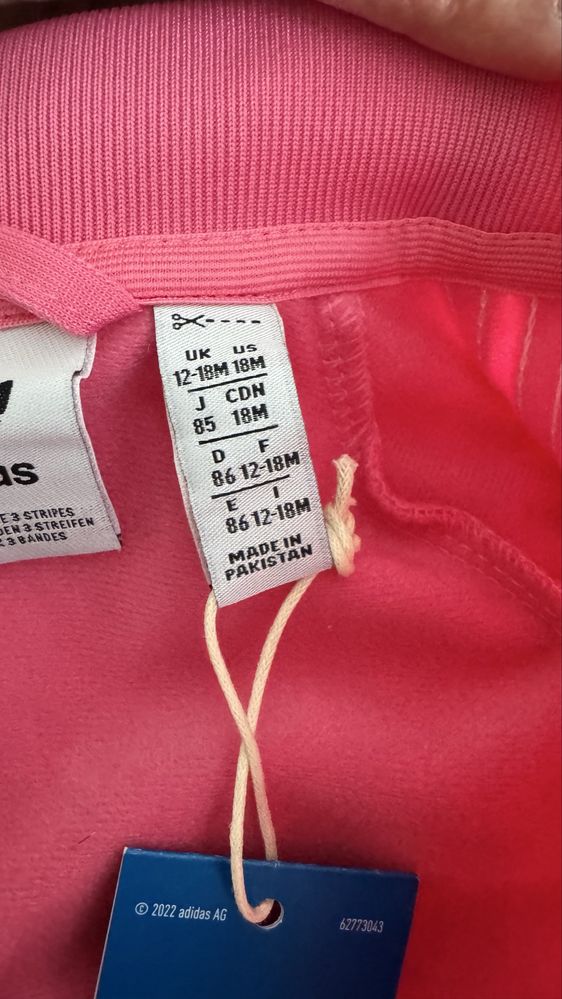 UK US
12-18M 18M
J CDN
85 18M
D F
86 12-18M
E I
86 12-18M
MADE IN
PAKISTAN
3 STRIPES
3 STREIFEN
3 BANDES
© 2022 adidas AG
62773043